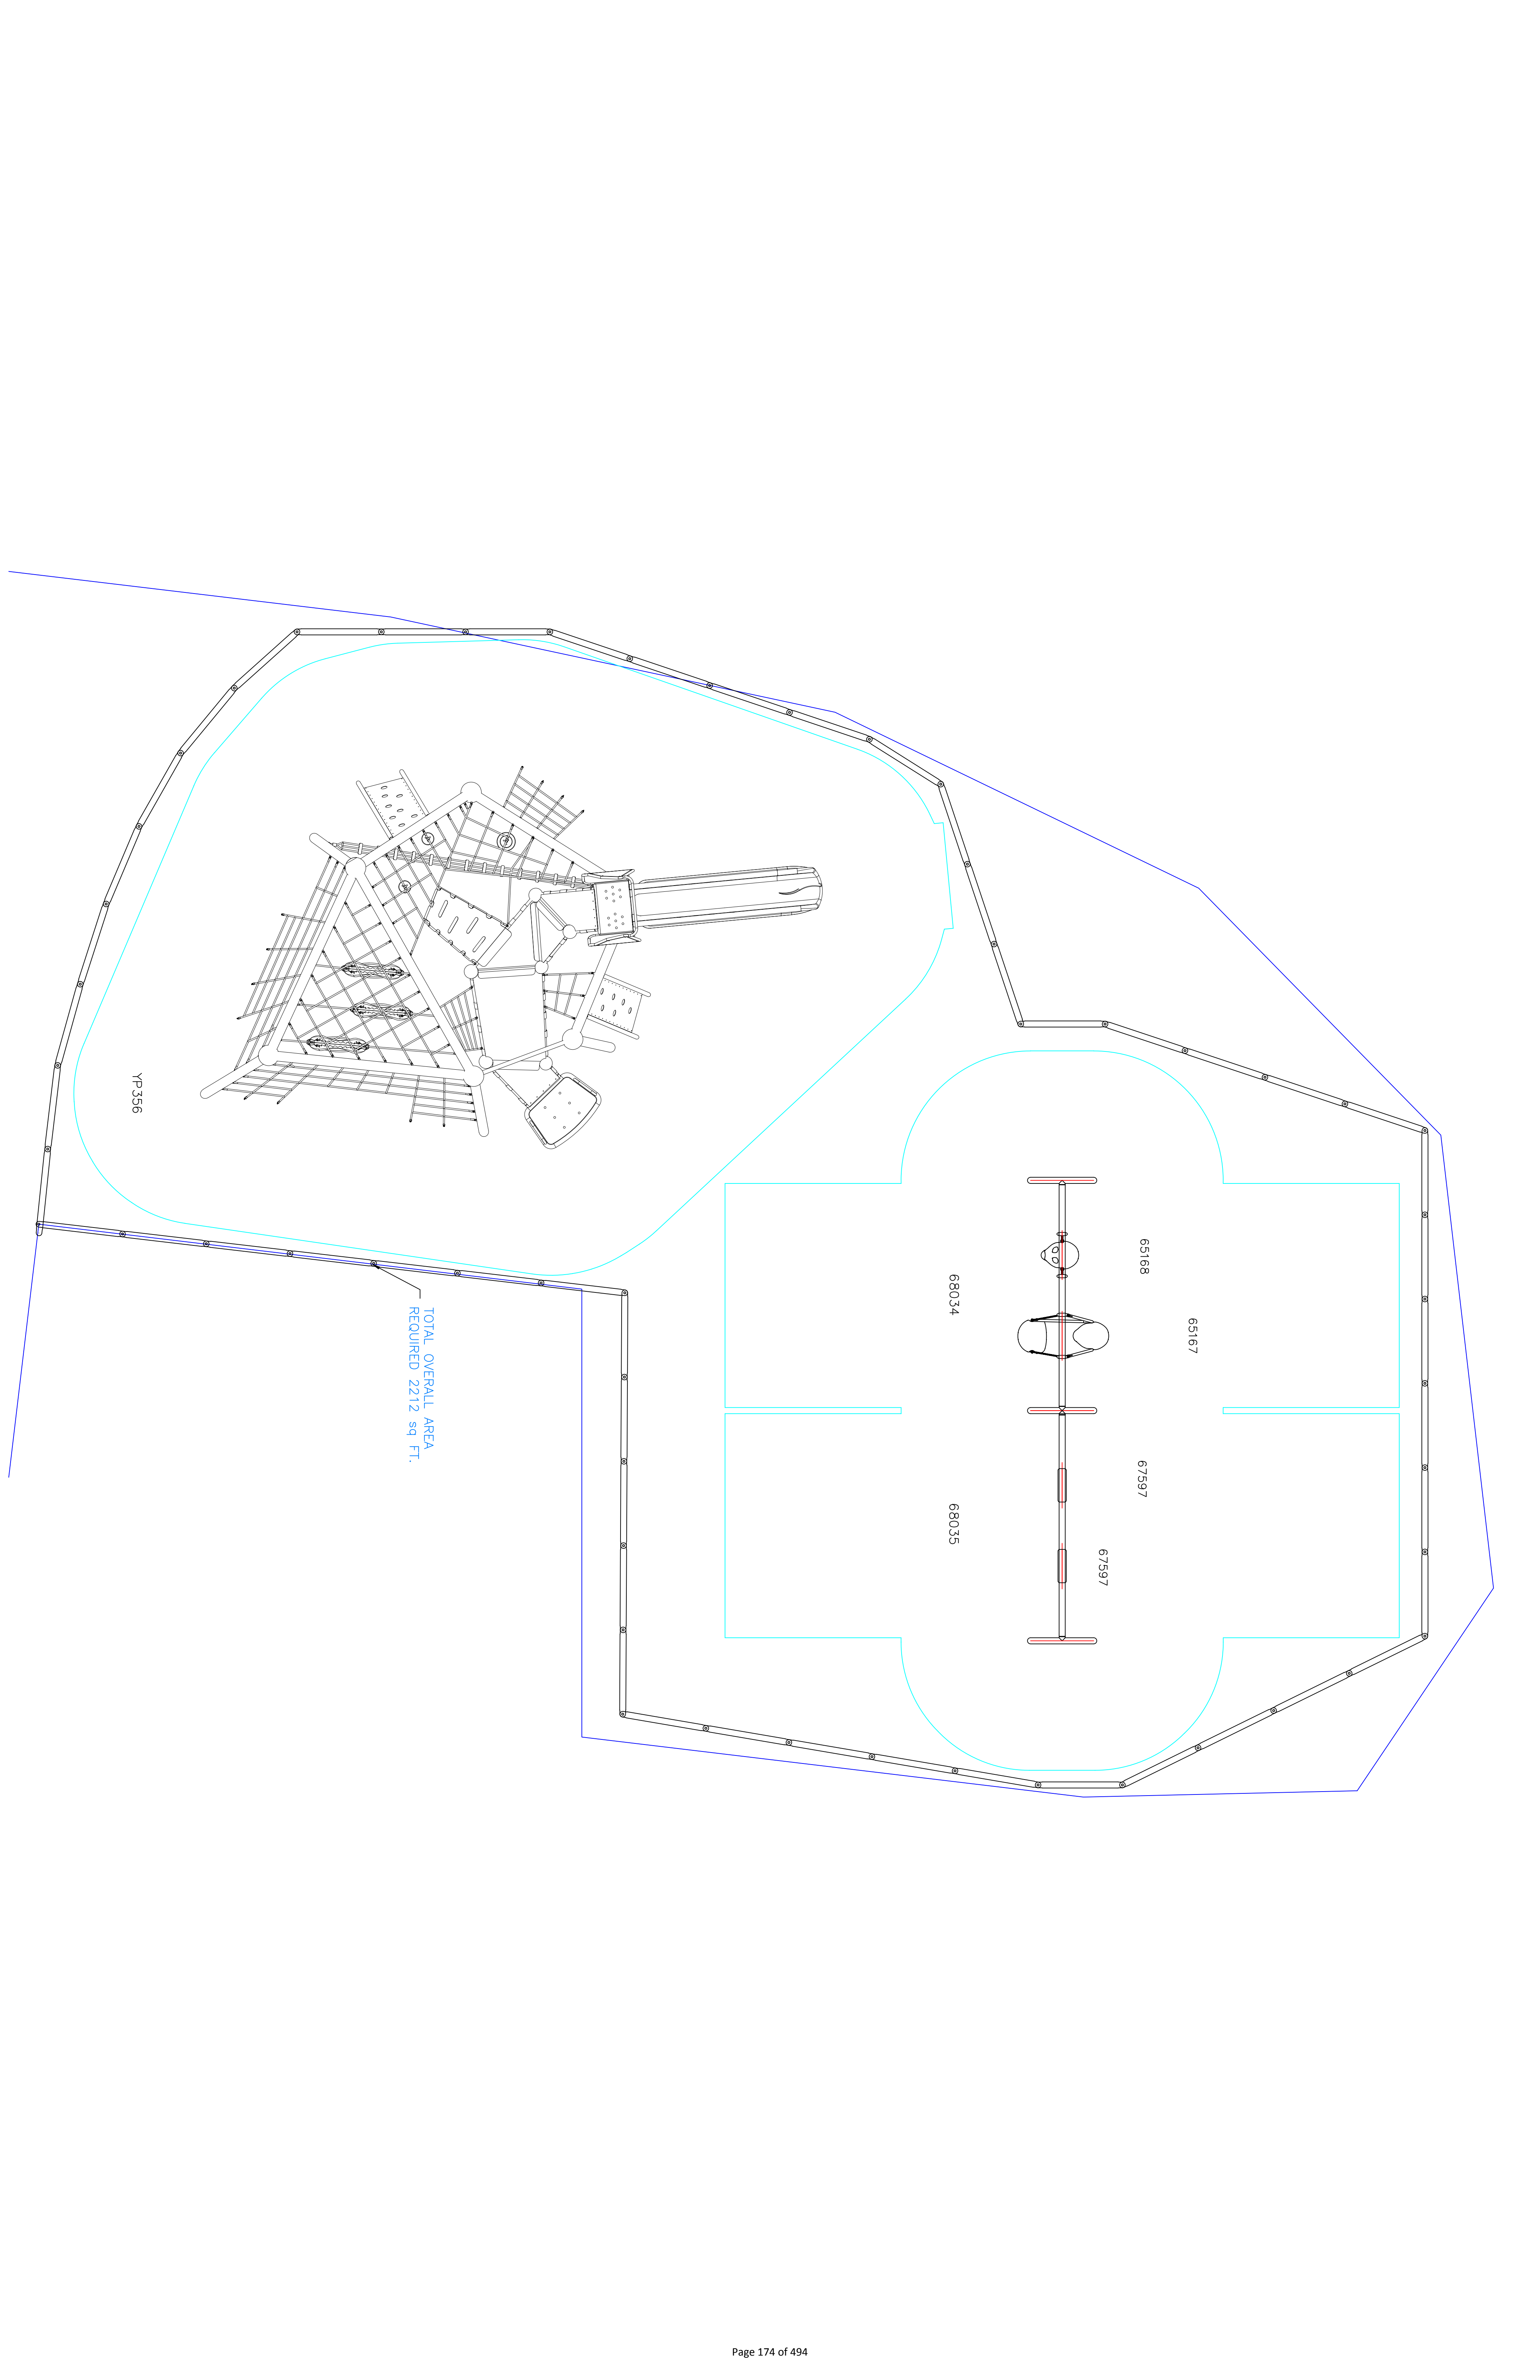 YP356
65168
68034
65167
TOTAL OVERALL AREA
REQUIRED 2212 sq FT.
67597
68035
67597
Page 174 of 494